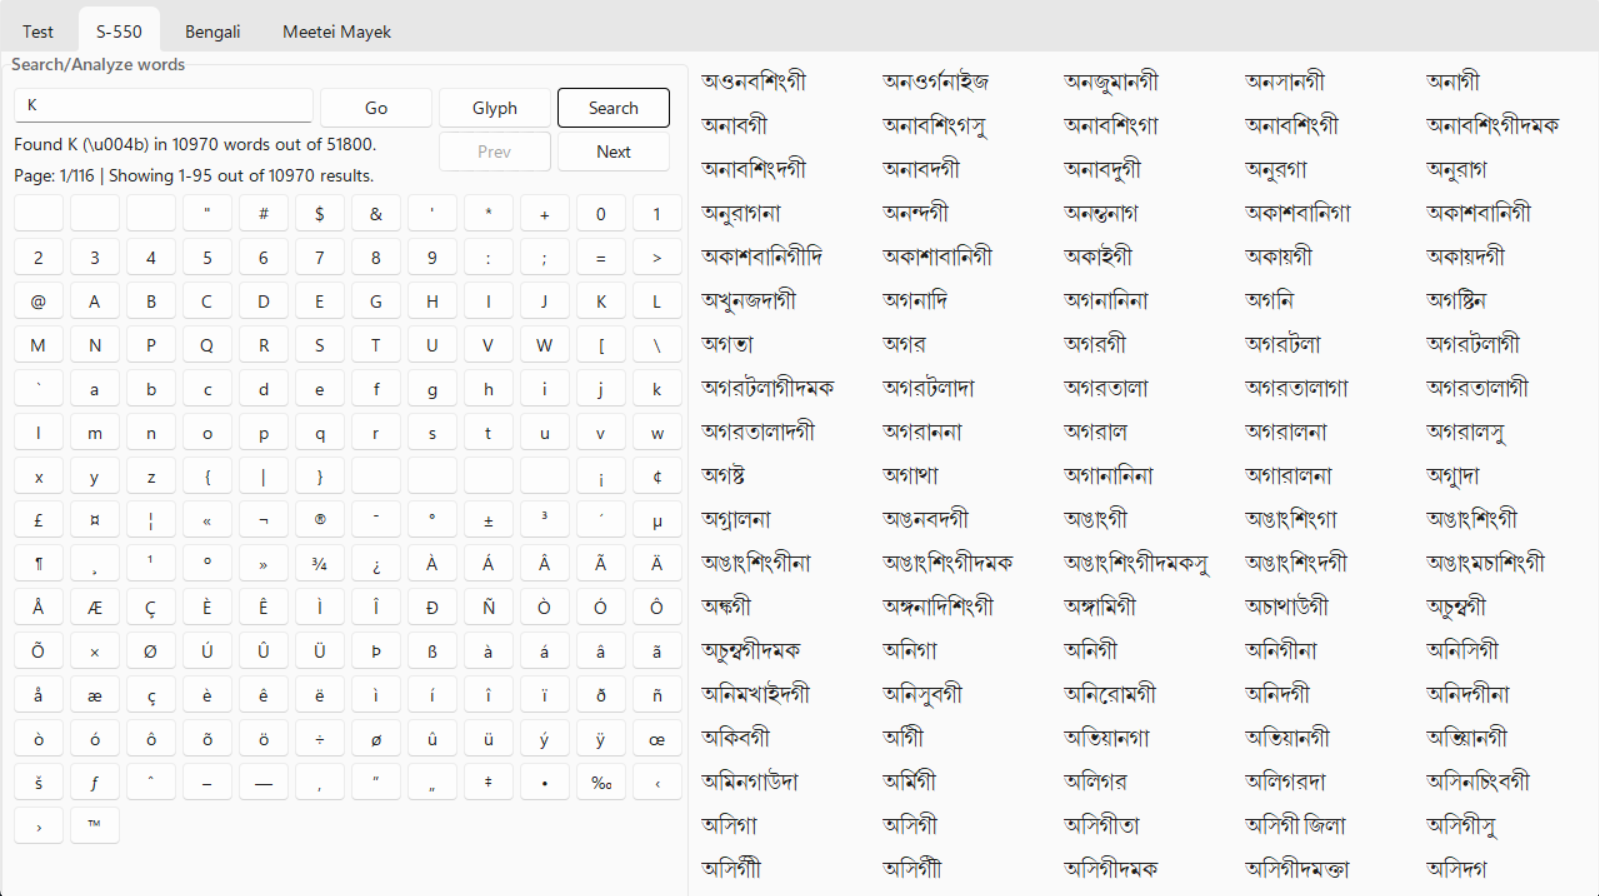 Test S-550 Bengali Meetei Mayek
Search/Analyze words
K Go Glyph Search
Found K (\u004b) in 10970 words out of 51800.
Prev Next
Page: 1/116 | Showing 1-95 out of 10970 results.
" # $ & ' * + 0 1
2 3 4 5 6 7 8 9 : ; = >
@ A B C D E G H I J K L
M N P Q R S T U V W [ \
` a b c d e f g h i j k
l m n o p q r s t u v w
x y z { | } ¡ ¢
£ ¤ ¦ « ¬ ® ¯ ° ± ³ ´ µ
¶ ¸ ¹ º » ¾ ¿ À Á Â Ã Ä
Å Æ Ç È Ê Ì Î Ð Ñ Ò Ó Ô
Õ × Ø Ú Û Ü Þ ß à á â ã
å æ ç è ê ë ì í î ï ð ñ
ò ó ô õ ö ÷ ø û ü ý ÿ œ
š ƒ ˆ – — ‚ " „ ‡ • ‰ ‹
› ™
অওনবশিংগী অনওর্গনাইজ অনজুমানগী অনসানগী অনাগী
অনাবগী অনাবশিংগসু অনাবশিংগা অনাবশিংগী অনাবশিংগীদমক
অনাবশিংদগী অনাবদগী অনাবদুগী অনুরগা অনুরাগ
অনুরাগনা অনন্দগী অনন্তনাগ অকাশবানিগা অকাশবানিগী
অকাশবানিগীদি অকাশাবানিগী অকাইগী অকায়গী অকায়দগী
অখুনজদাগী অগনাদি অগনানিনা অগনি অগষ্টিন
অগভা অগর অগরগী অগরটলা অগরটলাগী
অগরটলাগীদমক অগরটলাদা অগরতালা অগরতালাগা অগরতালাগী
অগরতালাদগী অগরাননা অগরাল অগরালনা অগরালসু
অগষ্ট অগাথা অগানানিনা অগারালনা অগুাদা
অগ্রালনা অঙনবদগী অঙাংগী অঙাংশিংগা অঙাংশিংগী
অঙাংশিংগীনা অঙাংশিংগীদমক অঙাংশিংগীদমকসু অঙাংশিংদগী অঙাংমচাশিংগী
অঙ্কগী অঙ্গনাদিশিংগী অঙ্গামিগী অচাথাউগী অচুম্বগী
অচুম্বগীদমক অনিগা অনিগী অনিগীনা অনিসিগী
অনিমখাইদগী অনিসুবগী অনিরোমগী অনিদগী অনিদগীনা
অকিবগী অভিয়ানগা অভিয়ানগী
অমিনগাউদা অর্মিগী অলিগর অলিগরদা অসিনচিংবগী
অসিগা অসিগী অসিগীতা অসিগী জিলা অসিগীসু
অসিগীদমক অসিগীদমক্তা অসিদগ